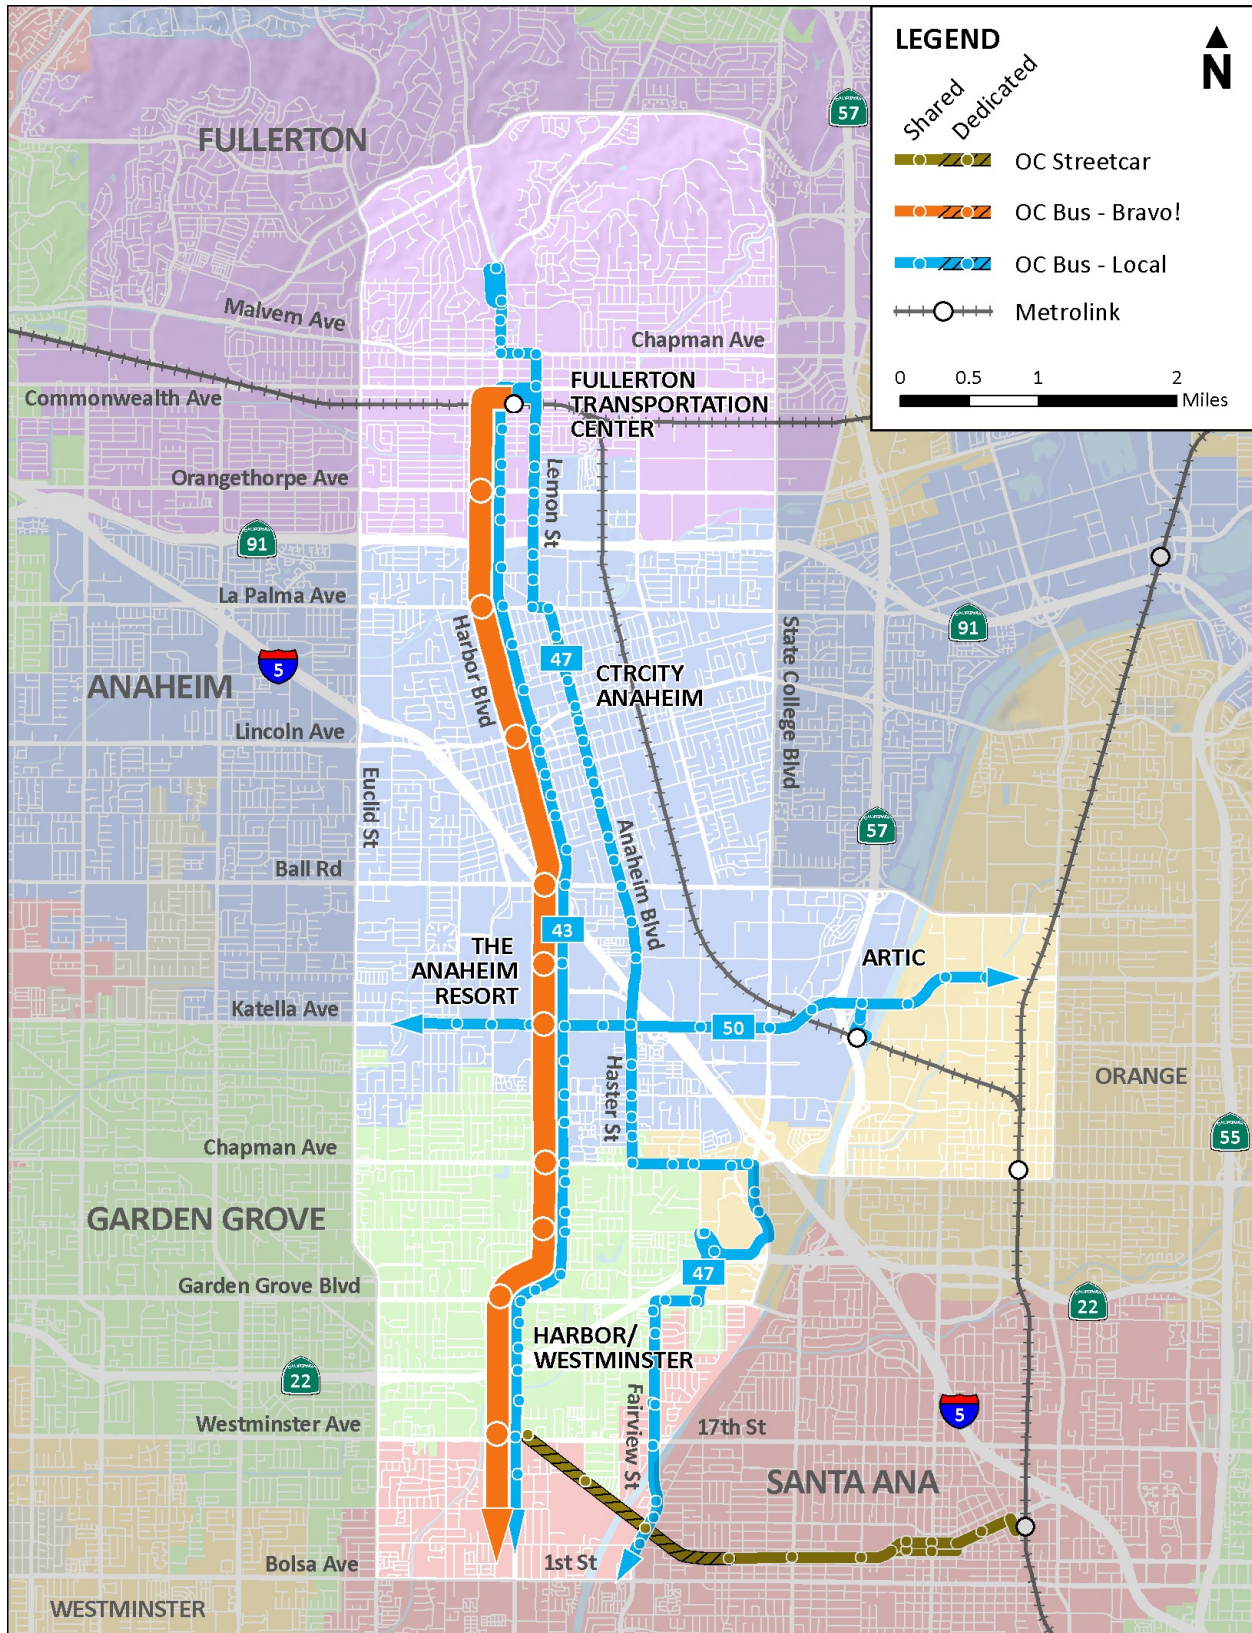 LEGEND
N
Shared
Dedicated
OC Streetcar
OC Bus - Bravo!
OC Bus - Local
Metrolink
0 0.5 1 2
Miles
57
FULLERTON
Malvern Ave
Chapman Ave
Commonwealth Ave
FULLERTON
TRANSPORTATION
CENTER
Orangethorpe Ave
Lemon St
CALIFORNIA
91
La Palma Ave
Harbor Blvd
State College Blvd
CALIFORNIA
91
5
47
ANAHEIM
CTRCITY
ANAHEIM
Lincoln Ave
Euclid St
CALIFORNIA
57
Anaheim Blvd
Ball Rd
43
THE
ANAHEIM
RESORT
ARTIC
Katella Ave
50
Haster St
ORANGE
Chapman Ave
55
GARDEN GROVE
47
Garden Grove Blvd
22
HARBOR/
WESTMINSTER
22
Fairview St
5
Westminster Ave
17th St
SANTA ANA
Bolsa Ave
1st St
WESTMINSTER